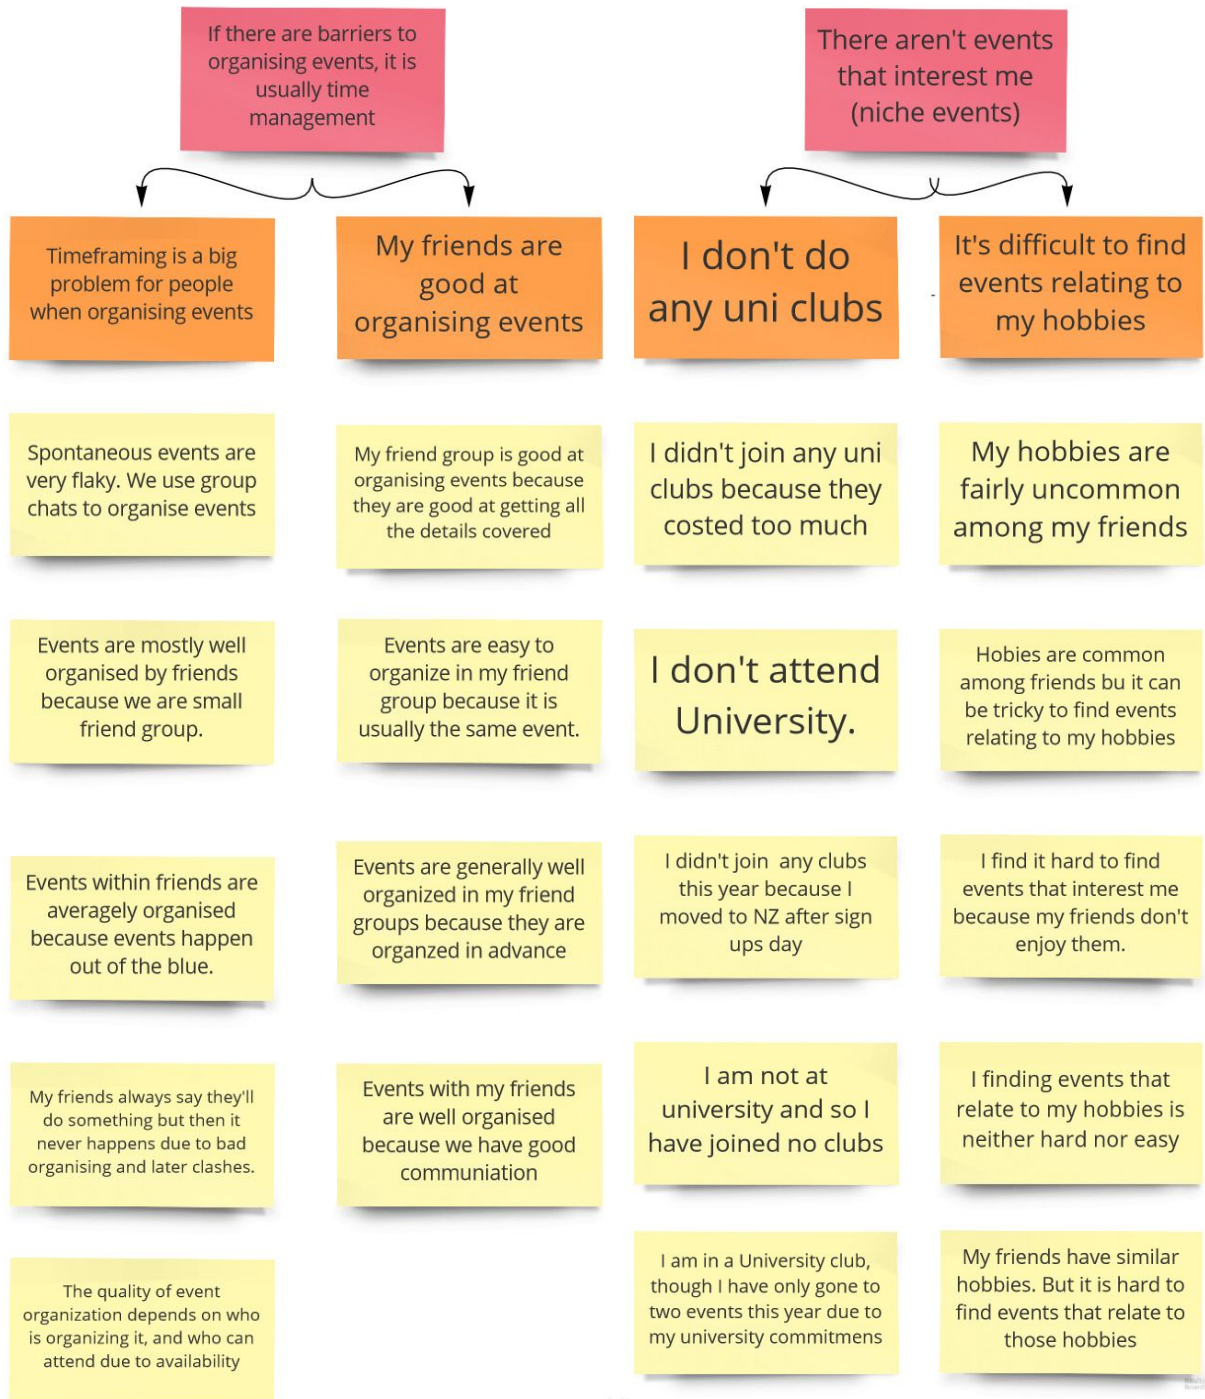 If there are barriers to
organising events, it is
usually time
management
There aren't events
that interest me
(niche events)
Timeframing is a big
problem for people
when organising events
My friends are
good at
organising events
I don't do
any uni clubs
It's difficult to find
events relating to
my hobbies
Spontaneous events are
very flaky. We use group
chats to organise events
My friend group is good at
organising events because
they are good at getting all
the details covered
I didn't join any uni
clubs because they
costed too much
My hobbies are
fairly uncommon
among my friends
Events are mostly well
organised by friends
because we are small
friend group.
Events are easy to
organize in my friend
group because it is
usually the same event.
I don't attend
University.
Hobies are common
among friends bu it can
be tricky to find events
relating to my hobbies
Events within friends are
averagely organised
because events happen
out of the blue.
Events are generally well
organized in my friend
groups because they are
organzed in advance
I didn't join  any clubs
this year because I
moved to NZ after sign
ups day
I find it hard to find
events that interest me
because my friends don't
enjoy them.
My friends always say they'll
do something but then it
never happens due to bad
organising and later clashes.
Events with my friends
are well organised
because we have good
communiation
I am not at
university and so I
have joined no clubs
I finding events that
relate to my hobbies is
neither hard nor easy
The quality of event
organization depends on who
is organizing it, and who can
attend due to availability
I am in a University club,
though I have only gone to
two events this year due to
my university commitmens
My friends have similar
hobbies. But it is hard to
find events that relate to
those hobbies